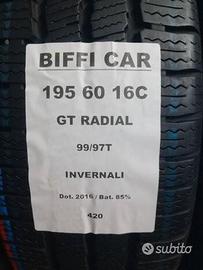 BIFFI CAR
195 60 16C
GT RADIAL
99/97T
INVERNALI
Dot. 2016 / Bat. 85%
420
subito